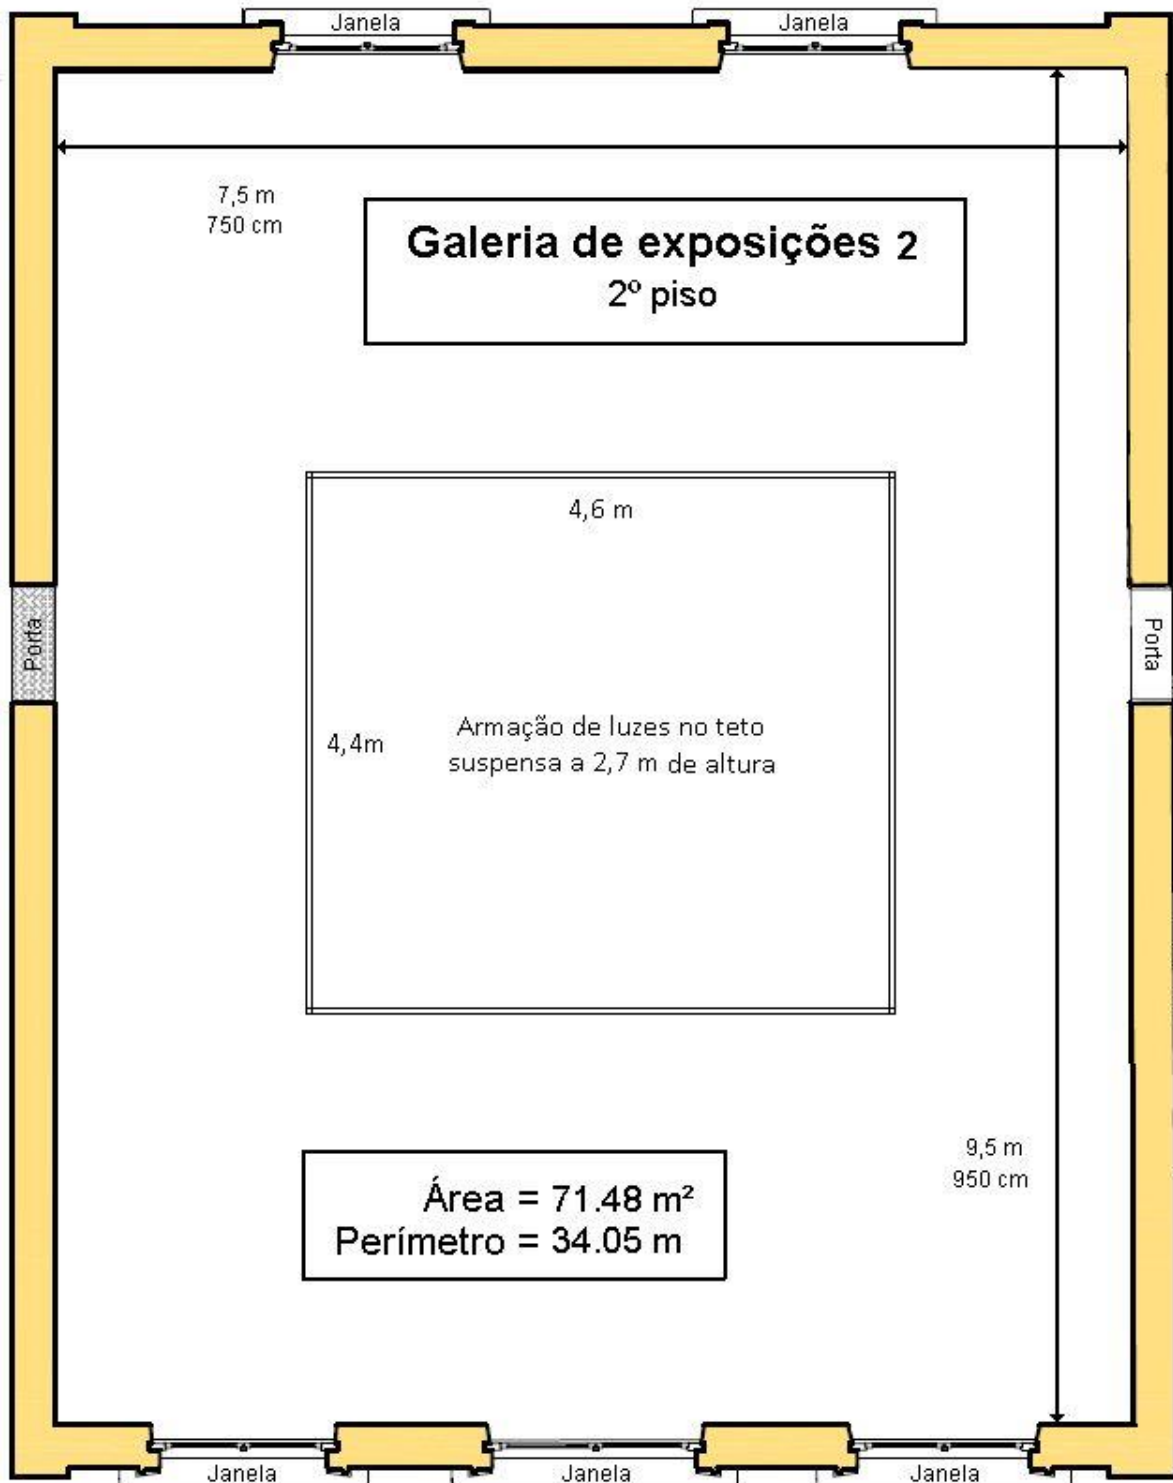 Janela
Janela
7,5 m
750 cm
Galeria de exposições 2
2º piso
4,6 m
Porta
Porta
4,4m
Armação de luzes no teto
suspensa a 2,7 m de altura
9,5 m
950 cm
Área = 71.48 m²
Perímetro = 34.05 m
Janela
Janela
Janela